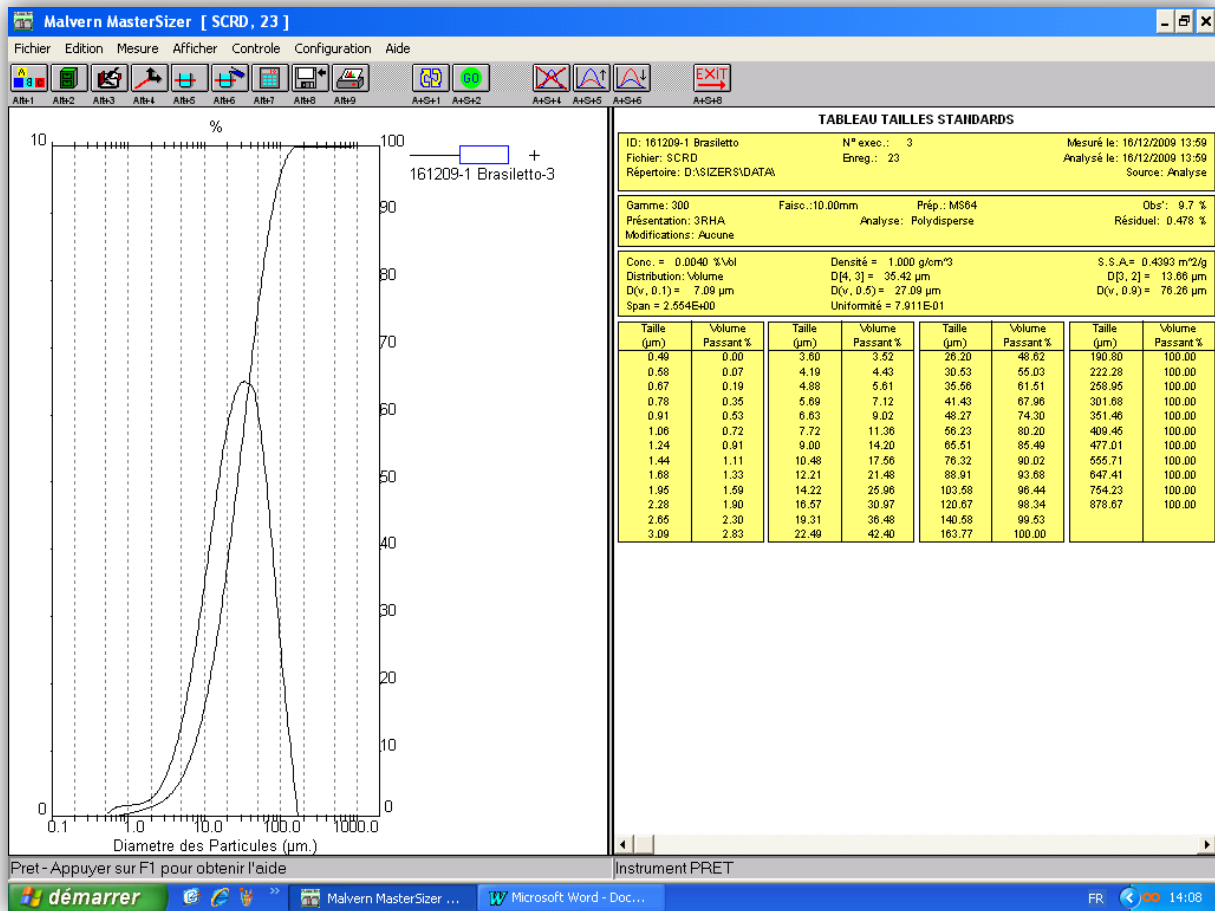 Malvern MasterSizer [ SCRD, 23 ]
Fichier Edition Mesure Afficher Controle Configuration Aide
GO EXIT
Alt+1 Alt+2 Alt+3 Alt+4 Alt+5 Alt+6 Alt+7 Alt+8 Alt+9 A+S+1 A+S+2 A+S+4 A+S+5 A+S+6 A+S+8
%
10
0
100
90
80
70
60
50
40
30
20
10
0
0.1 1.0 10.0 100.0 1000.0
Diametre des Particules (µm.)
161209-1 Brasiletto-3
TABLEAU TAILLES STANDARDS
ID: 161209-1 Brasiletto N° exec.: 3 Mesuré le: 16/12/2009 13:59
Fichier: SCRD Enreg.: 23 Analysé le: 16/12/2009 13:59
Répertoire: D:\SIZERS\DATA\ Source: Analyse
Gamme: 300 Faisc.:10.00mm Prép.: MS64 Obs': 9.7 %
Présentation: 3RHA Analyse: Polydisperse Résiduel: 0.478 %
Modifications: Aucune
Conc. = 0.0040 %Vol Densité = 1.000 g/cm^3 S.S.A.= 0.4393 m^2/g
Distribution: Volume D[4, 3] = 35.42 µm D[3, 2] = 13.66 µm
D(v, 0.1) = 7.09 µm D(v, 0.5) = 27.09 µm D(v, 0.9) = 76.26 µm
Span = 2.554E+00 Uniformité = 7.911E-01
Taille Volume Taille Volume Taille Volume Taille Volume
(µm) Passant % (µm) Passant % (µm) Passant % (µm) Passant %
0.49 0.00 3.60 3.52 26.20 48.62 190.80 100.00
0.58 0.07 4.19 4.43 30.53 55.03 222.28 100.00
0.67 0.19 4.88 5.61 35.56 61.51 258.95 100.00
0.78 0.35 5.69 7.12 41.43 67.96 301.68 100.00
0.91 0.53 6.63 9.02 48.27 74.30 351.46 100.00
1.06 0.72 7.72 11.36 56.23 80.20 409.45 100.00
1.24 0.91 9.00 14.20 65.51 85.49 477.01 100.00
1.44 1.11 10.48 17.56 76.32 90.02 555.71 100.00
1.68 1.33 12.21 21.48 88.91 93.68 647.41 100.00
1.95 1.59 14.22 25.96 103.58 96.44 754.23 100.00
2.28 1.90 16.57 30.97 120.67 98.34 878.67 100.00
2.65 2.30 19.31 36.48 140.58 99.53
3.09 2.83 22.49 42.40 163.77 100.00
Pret - Appuyer sur F1 pour obtenir l'aide Instrument PRET
démarrer Malvern MasterSizer ... Microsoft Word - Doc... FR 14:08